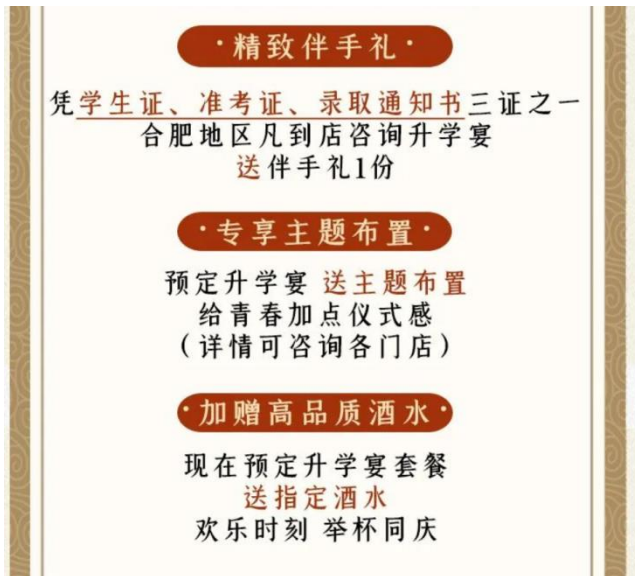 ·精致伴手礼·
凭学生证、准考证、录取通知书三证之一
合肥地区凡到店咨询升学宴
送伴手礼1份
·专享主题布置·
预定升学宴 送主题布置
给青春加点仪式感
（详情可咨询各门店）
·加赠高品质酒水·
现在预定升学宴套餐
送指定酒水
欢乐时刻 举杯同庆